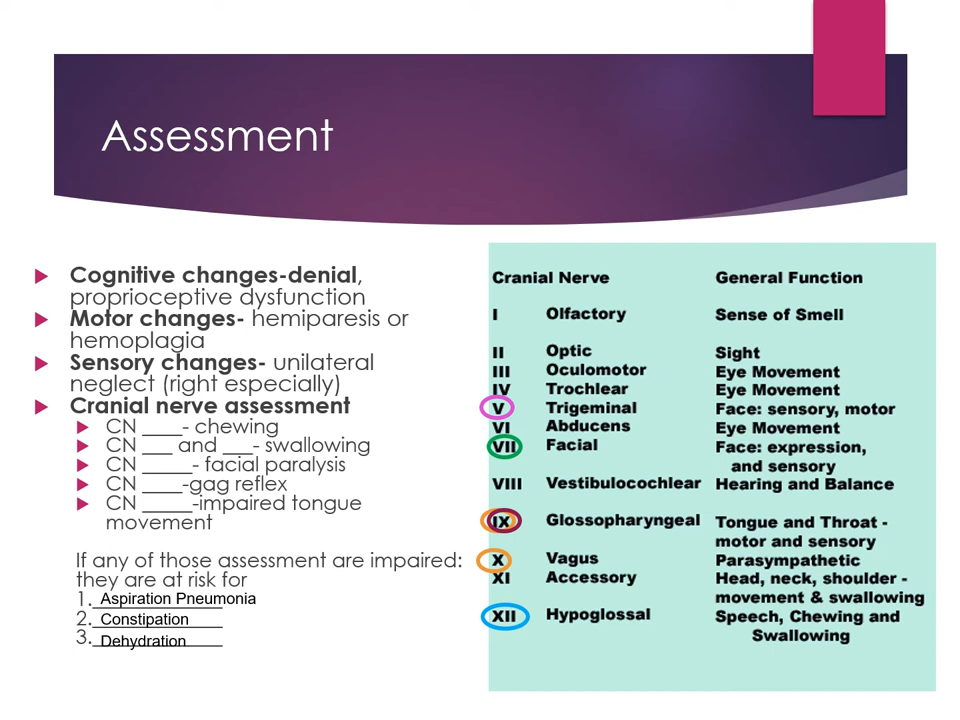 Assessment
Cognitive changes-denial,
proprioceptive dysfunction
Motor changes- hemiparesis or
hemoplagia
Sensory changes- unilateral
neglect (right especially)
Cranial nerve assessment
CN ____- chewing
CN ___ and ___- swallowing
CN _____- facial paralysis
CN ____-gag reflex
CN _____-impaired tongue
movement
If any of those assessment are impaired:
they are at risk for
1. Aspiration Pneumonia
2. Constipation
3. Dehydration
Cranial Nerve General Function
I Olfactory Sense of Smell
II Optic Sight
III Oculomotor Eye Movement
IV Trochlear Eye Movement
V Trigeminal Face: sensory, motor
VI Abducens Eye Movement
VII Facial Face: expression,
and sensory
VIII Vestibulocochlear Hearing and Balance
IX Glossopharyngeal Tongue and Throat -
motor and sensory
X Vagus Parasympathetic
XI Accessory Head, neck, shoulder -
movement & swallowing
XII Hypoglossal Speech, Chewing and
Swallowing